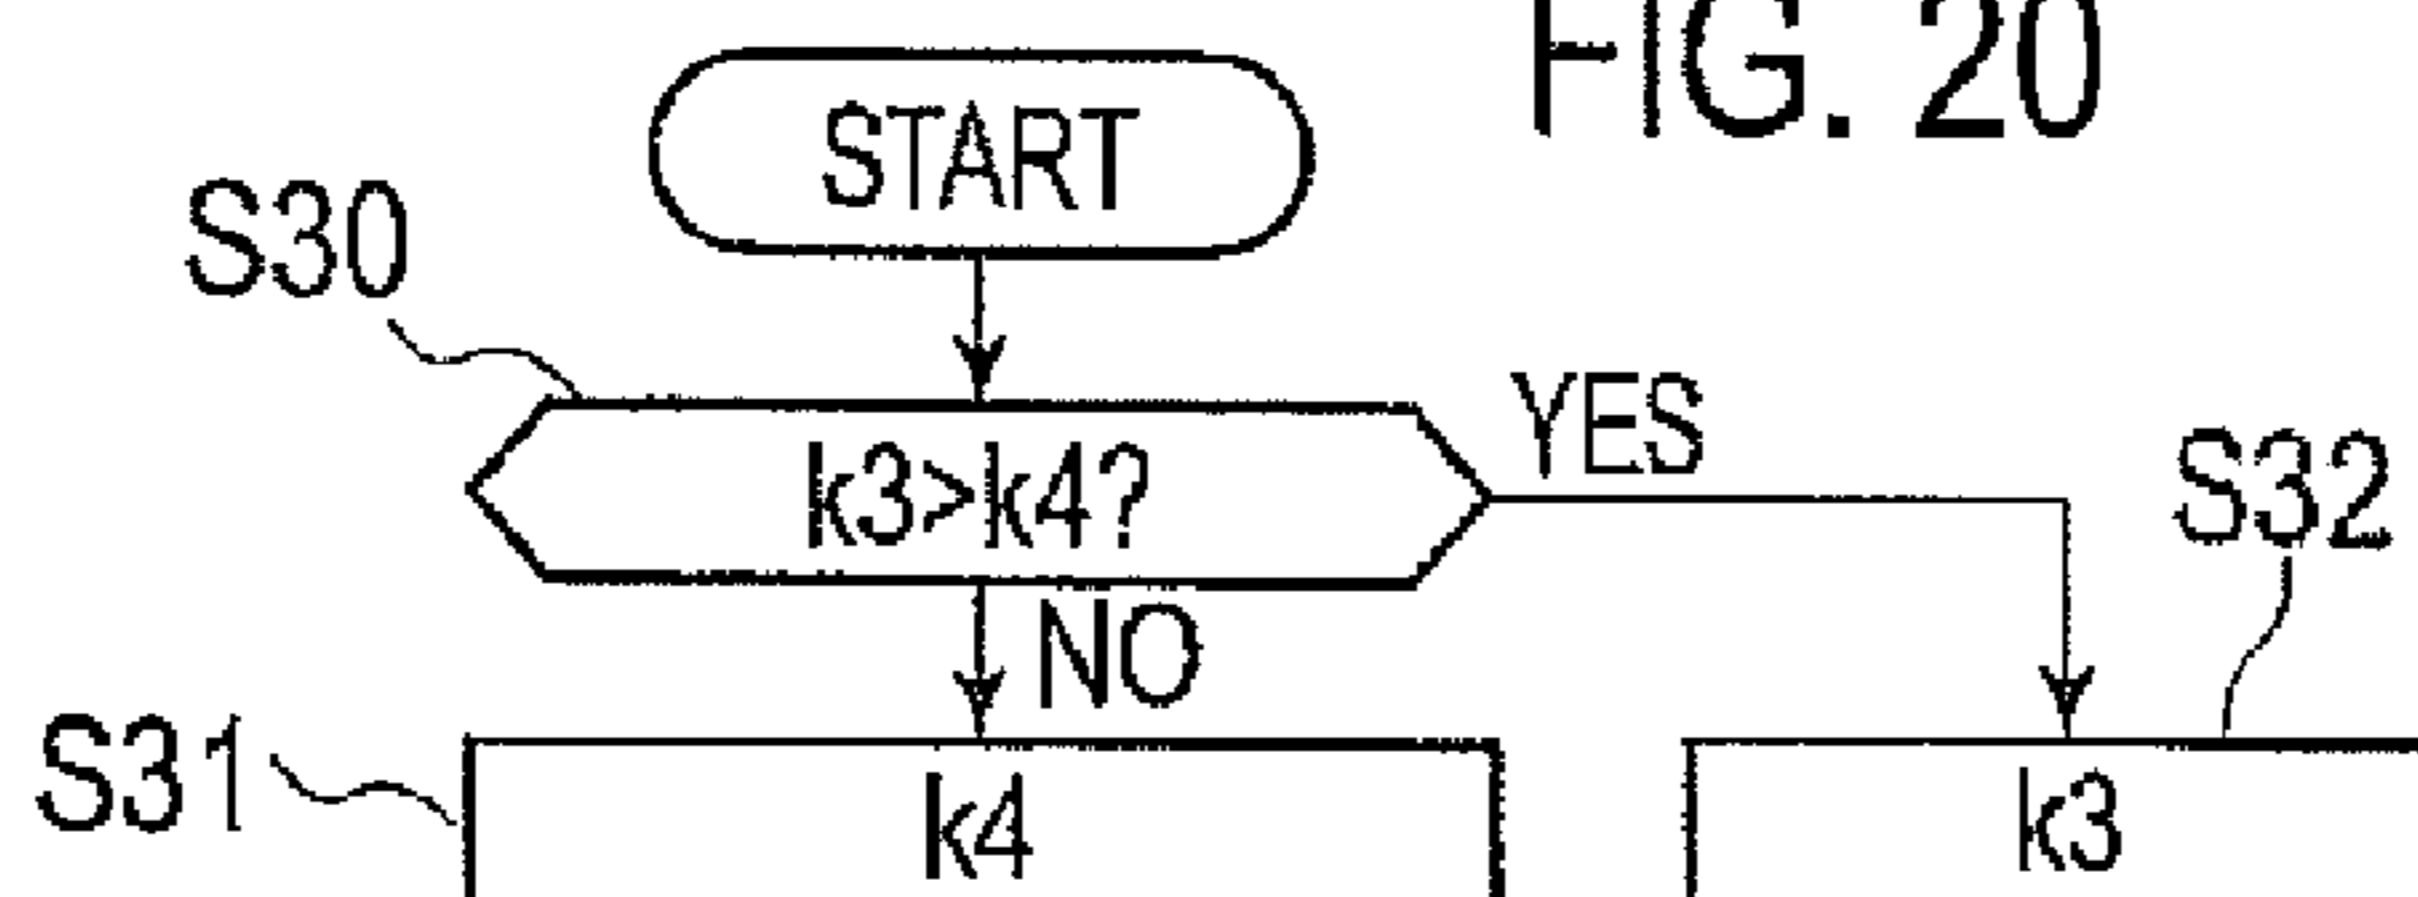 FIG. 20
START
S30
k3>k4?
YES
S32
NO
S31
k4
k3